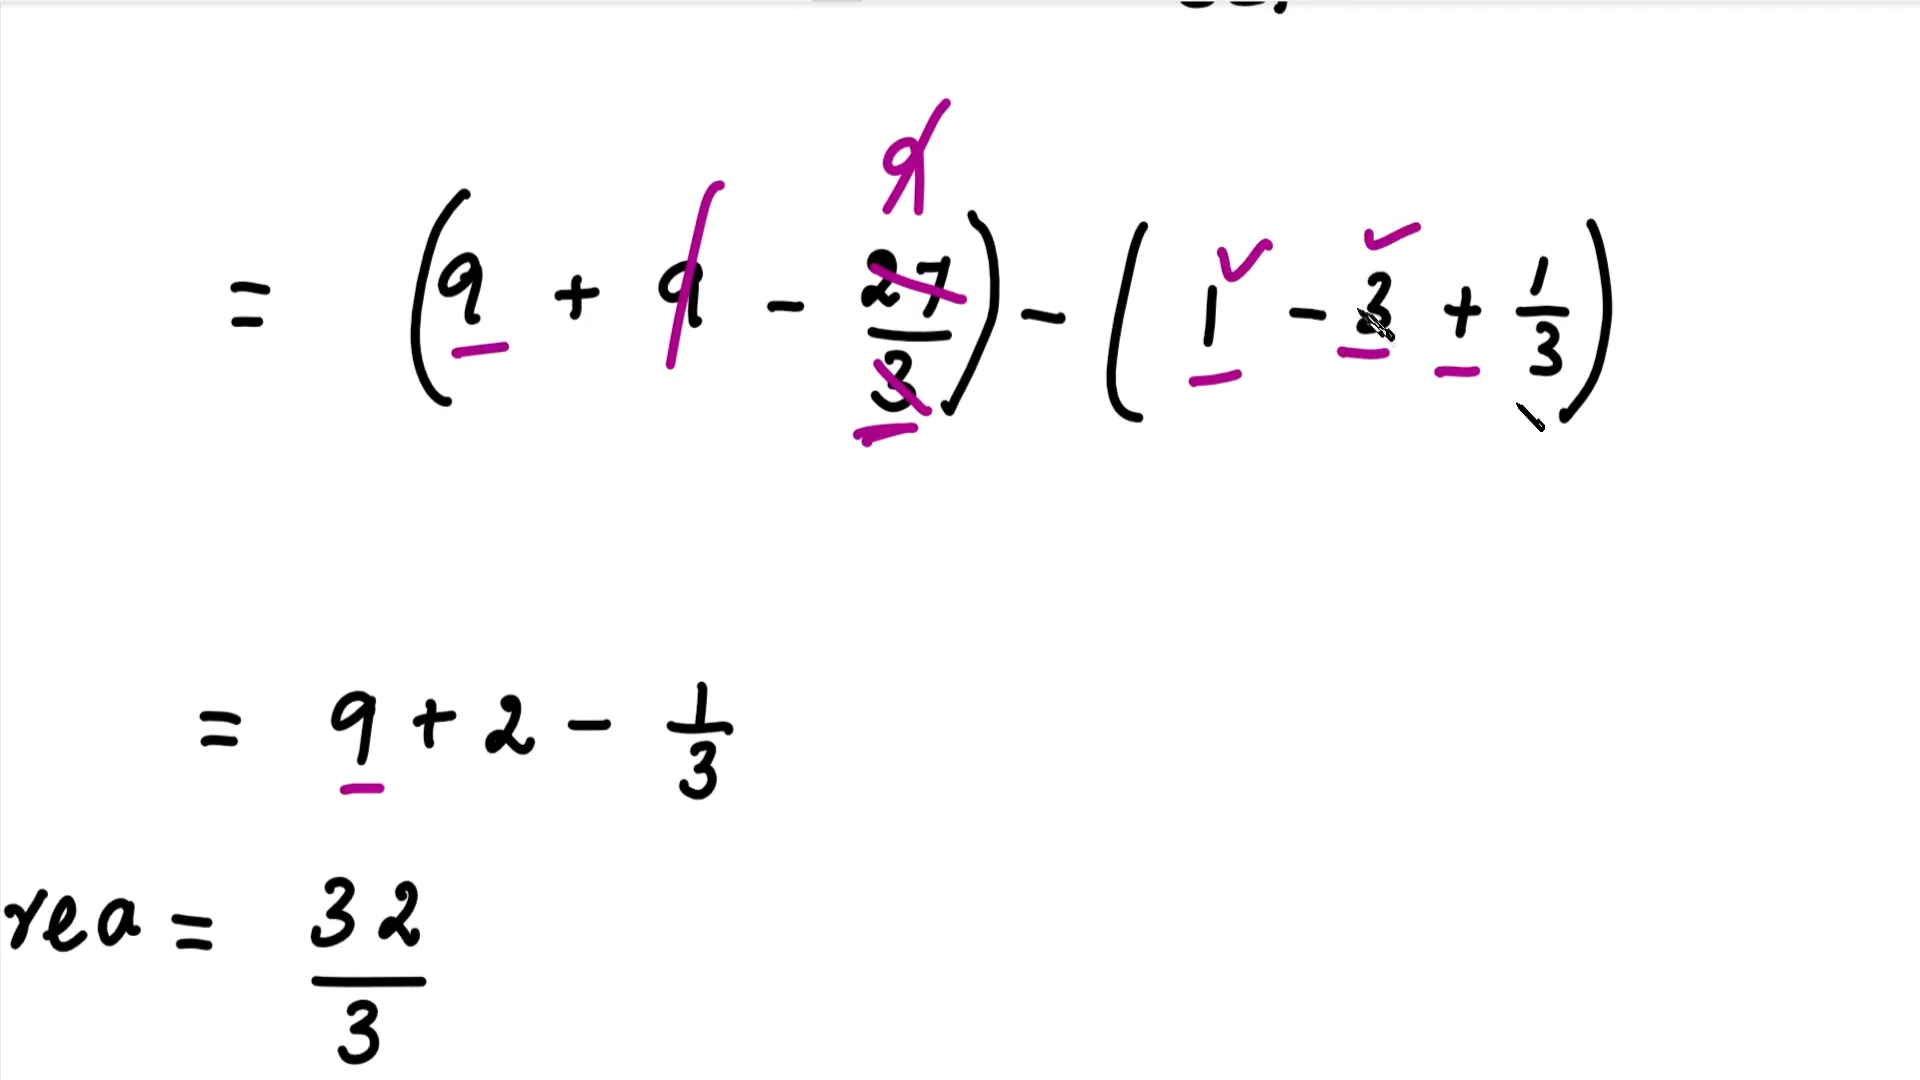 = (9 + 9 - 27/3) - (1 - 3 + 1/3)
9
= 9 + 2 - 1/3
rea = 32/3